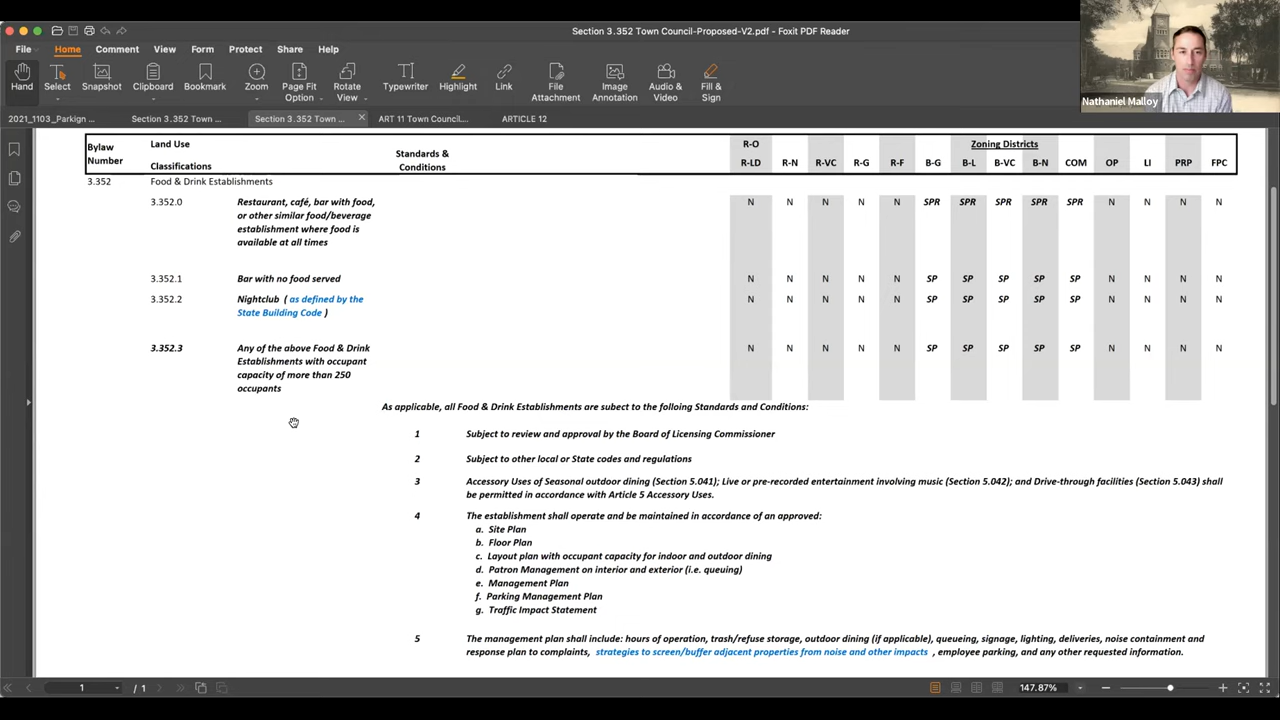 Section 3.352 Town Council-Proposed-V2.pdf - Foxit PDF Reader
File Home Comment View Form Protect Share Help
Hand Select Snapshot Clipboard Bookmark Zoom Page Fit Option Rotate View Typewriter Highlight Link File Attachment Image Annotation Audio & Video Fill & Sign
Nathaniel Malloy
2021_1103_Parkign ... Section 3.352 Town ... Section 3.352 Town ... ART 11 Town Council.... ARTICLE 12
Bylaw Number Land Use Classifications Standards & Conditions Zoning Districts
R-O R-LD R-N R-VC R-G R-F B-G B-L B-VC B-N COM OP LI PRP FPC
3.352 Food & Drink Establishments
3.352.0 Restaurant, café, bar with food, N N N N N SPR SPR SPR SPR SPR N N N N
or other similar food/beverage
establishment where food is
available at all times
3.352.1 Bar with no food served N N N N N SP SP SP SP SP N N N N
3.352.2 Nightclub ( as defined by the N N N N N SP SP SP SP SP N N N N
State Building Code )
3.352.3 Any of the above Food & Drink N N N N N SP SP SP SP SP N N N N
Establishments with occupant
capacity of more than 250
occupants
As applicable, all Food & Drink Establishments are subect to the folloing Standards and Conditions:
1 Subject to review and approval by the Board of Licensing Commissioner
2 Subject to other local or State codes and regulations
3 Accessory Uses of Seasonal outdoor dining (Section 5.041); Live or pre-recorded entertainment involving music (Section 5.042); and Drive-through facilities (Section 5.043) shall
be permitted in accordance with Article 5 Accessory Uses.
4 The establishment shall operate and be maintained in accordance of an approved:
a. Site Plan
b. Floor Plan
c. Layout plan with occupant capacity for indoor and outdoor dining
d. Patron Management on interior and exterior (i.e. queuing)
e. Management Plan
f. Parking Management Plan
g. Traffic Impact Statement
5 The management plan shall include: hours of operation, trash/refuse storage, outdoor dining (if applicable), queueing, signage, lighting, deliveries, noise containment and
response plan to complaints, strategies to screen/buffer adjacent properties from noise and other impacts , employee parking, and any other requested information.
1 / 1 147.87%